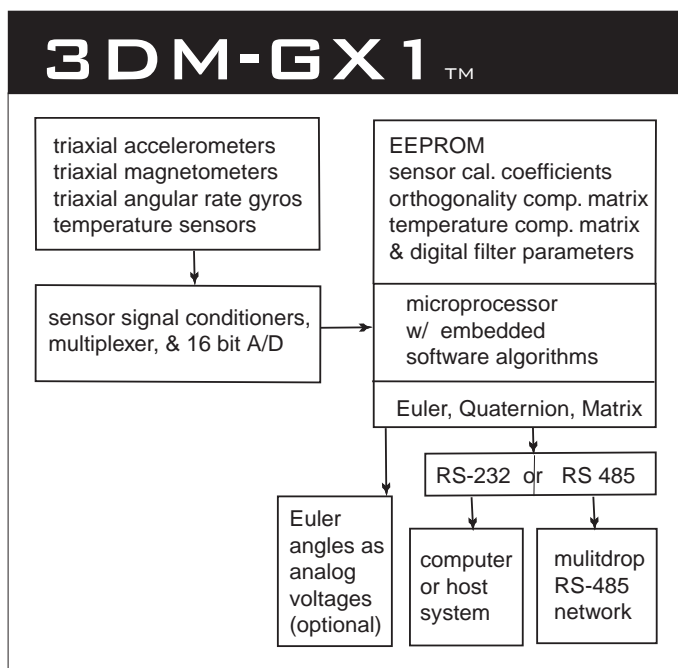 3DM-GX1 TM
triaxial accelerometers
triaxial magnetometers
triaxial angular rate gyros
temperature sensors
EEPROM
sensor cal. coefficients
orthogonality comp. matrix
temperature comp. matrix
& digital filter parameters
sensor signal conditioners,
multiplexer, & 16 bit A/D
microprocessor
w/ embedded
software algorithms
Euler, Quaternion, Matrix
RS-232 or RS 485
Euler
angles as
analog
voltages
(optional)
computer
or host
system
mulitdrop
RS-485
network